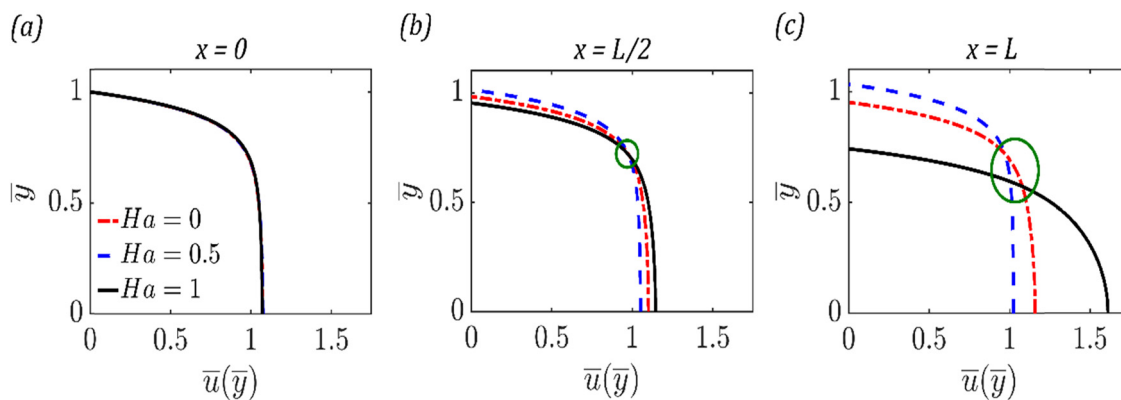 (a)
x = 0
1
0.5
0
0
0.5
1
1.5
y̅
u̅(y̅)
Ha = 0
Ha = 0.5
Ha = 1
(b)
x = L/2
1
0.5
0
0
0.5
1
1.5
y̅
u̅(y̅)
(c)
x = L
1
0.5
0
0
0.5
1
1.5
y̅
u̅(y̅)